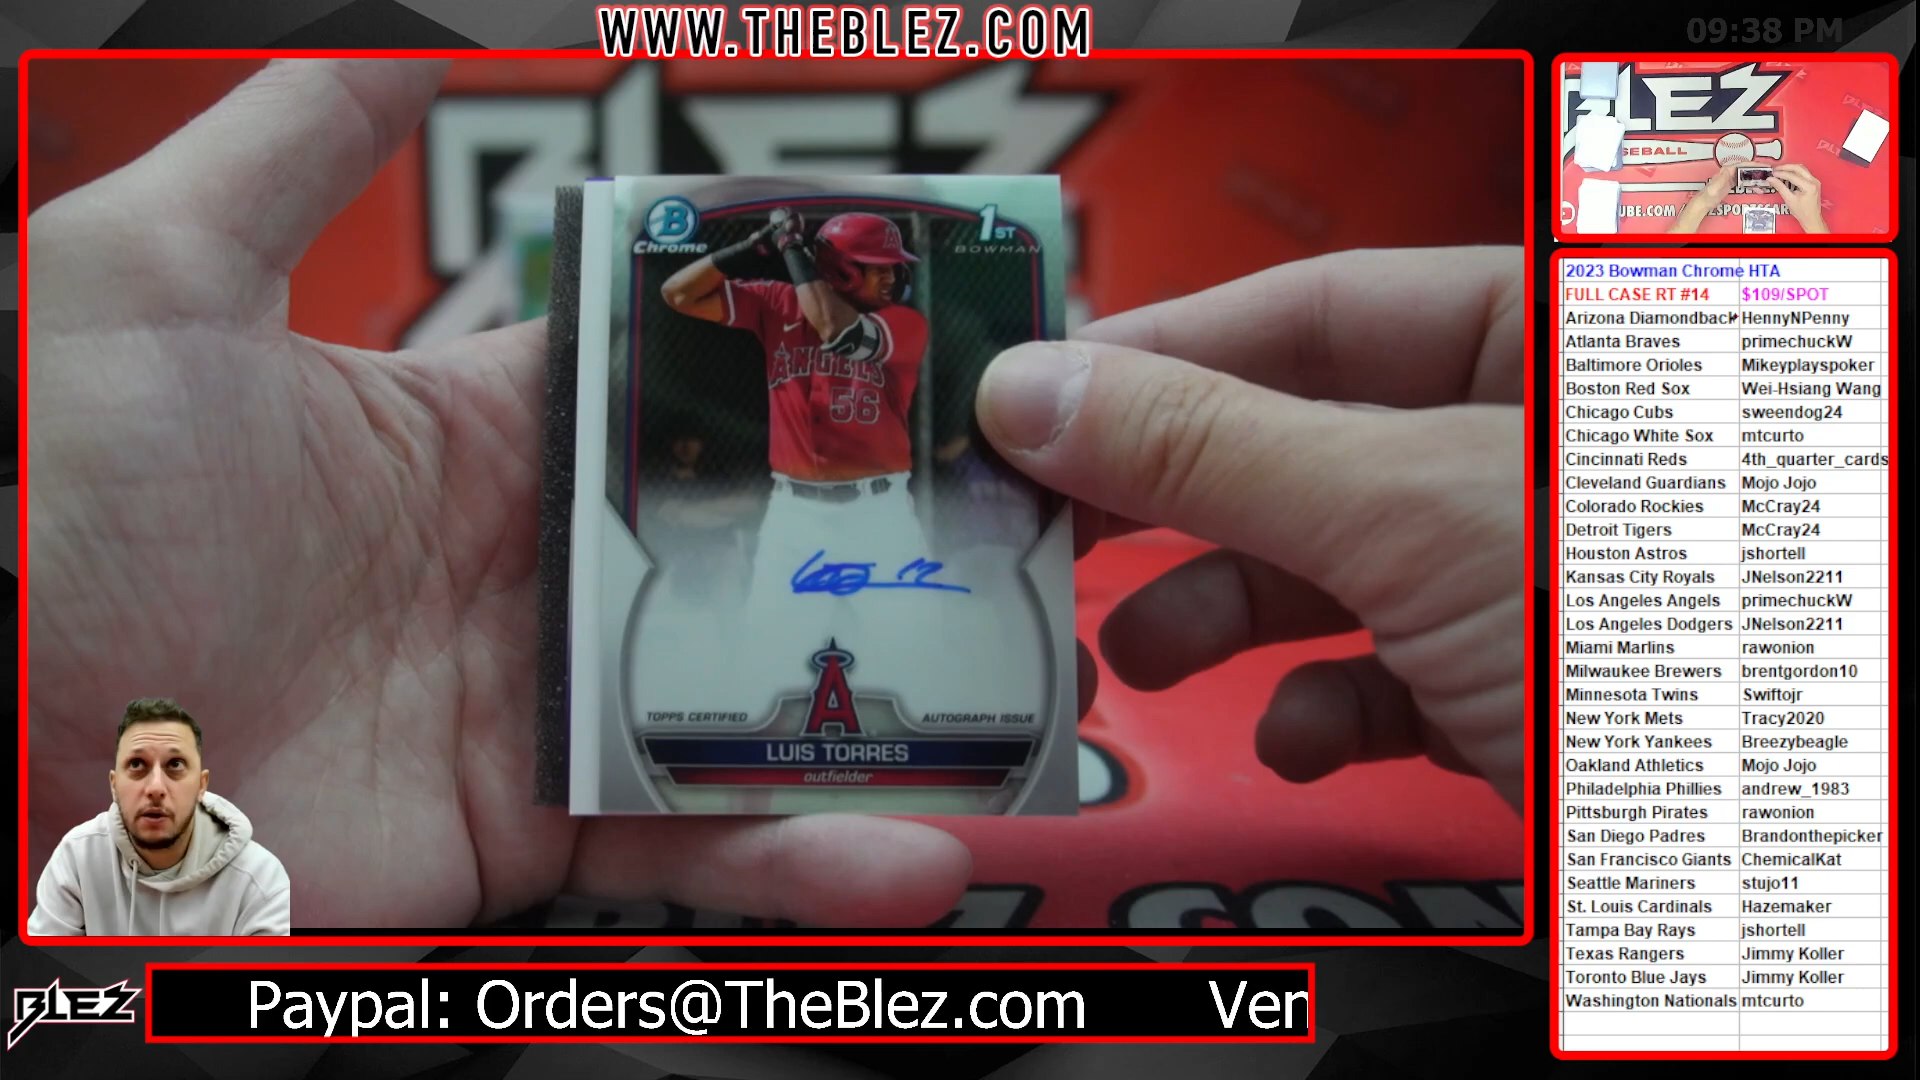 WWW.THEBLEZ.COM
09:38 PM
BLEZ
B
Chrome
1ST
BOWMAN
ANGELS
56
A
TOPPS CERTIFIED
AUTOGRAPH ISSUE
LUIS TORRES
outfielder
BLEZ
2023 Bowman Chrome HTA
FULL CASE RT #14 $109/SPOT
Arizona Diamondback HennyNPenny
Atlanta Braves primechuckW
Baltimore Orioles Mikeyplayspoker
Boston Red Sox Wei-Hsiang Wang
Chicago Cubs sweendog24
Chicago White Sox mtcurto
Cincinnati Reds 4th_quarter_cards
Cleveland Guardians Mojo Jojo
Colorado Rockies McCray24
Detroit Tigers McCray24
Houston Astros jshortell
Kansas City Royals JNelson2211
Los Angeles Angels primechuckW
Los Angeles Dodgers JNelson2211
Miami Marlins rawonion
Milwaukee Brewers brentgordon10
Minnesota Twins Swiftojr
New York Mets Tracy2020
New York Yankees Breezybeagle
Oakland Athletics Mojo Jojo
Philadelphia Phillies andrew_1983
Pittsburgh Pirates rawonion
San Diego Padres Brandonthepicker
San Francisco Giants ChemicalKat
Seattle Mariners stujo11
St. Louis Cardinals Hazemaker
Tampa Bay Rays jshortell
Texas Rangers Jimmy Koller
Toronto Blue Jays Jimmy Koller
Washington Nationals mtcurto
BLEZ
Paypal: Orders@TheBlez.com Ven